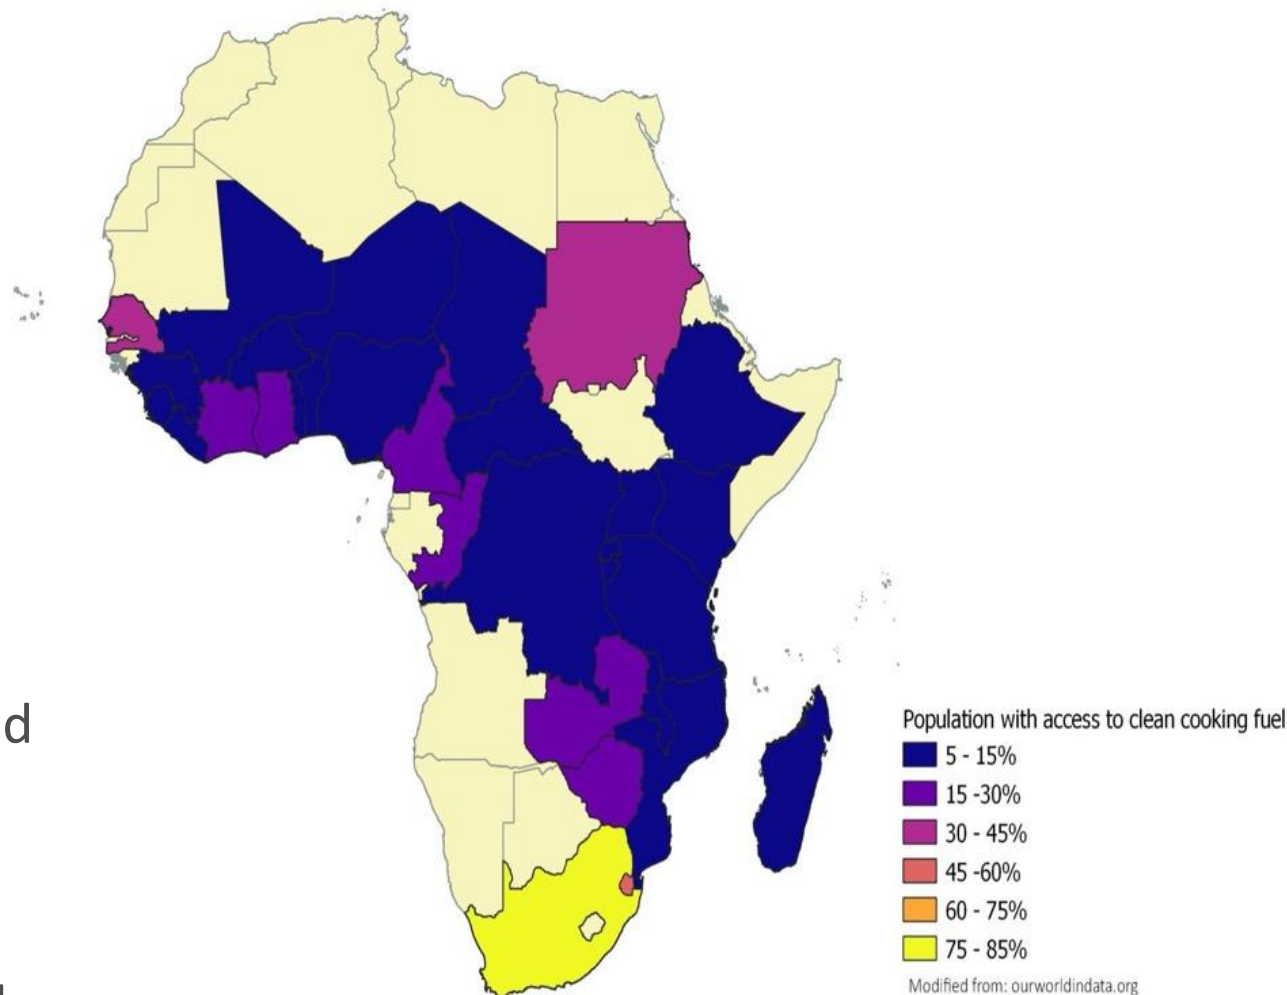 d
Population with access to clean cooking fuel
5 - 15%
15 -30%
30 - 45%
45 -60%
60 - 75%
75 - 85%
Modified from: ourworldindata.org